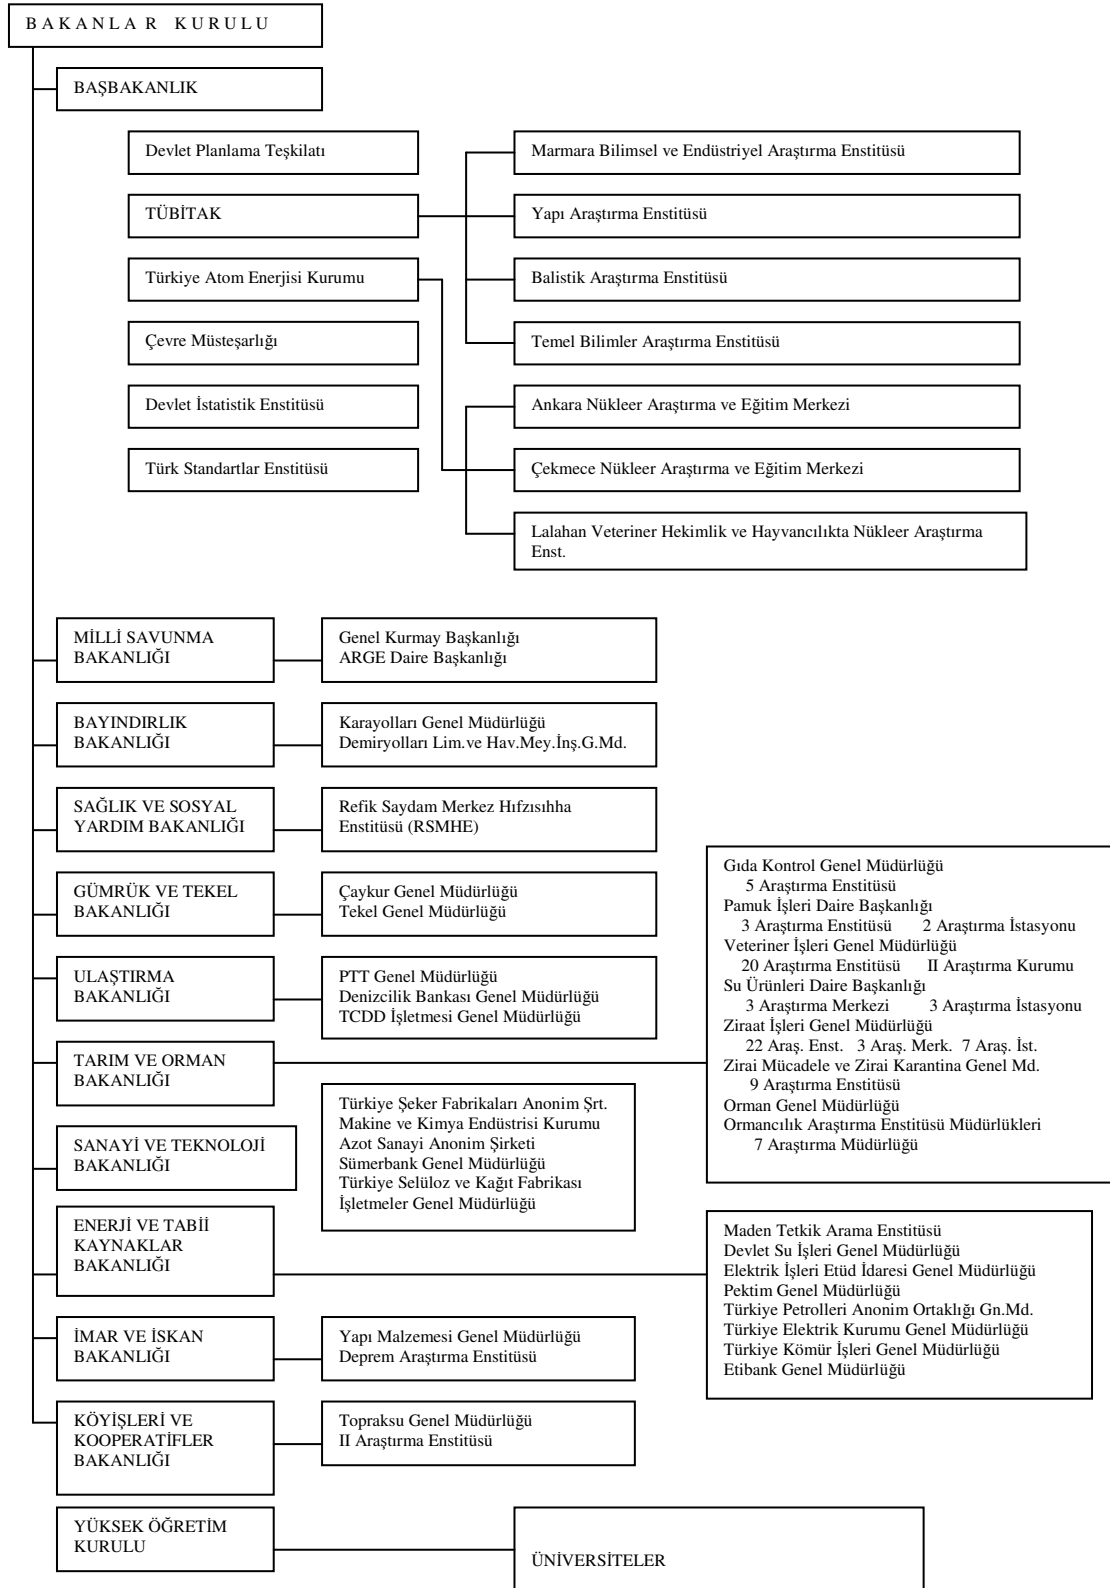 BAKANLAR KURULU
BAŞBAKANLIK
Devlet Planlama Teşkilatı
TÜBİTAK
Türkiye Atom Enerjisi Kurumu
Çevre Müsteşarlığı
Devlet İstatistik Enstitüsü
Türk Standartlar Enstitüsü
Marmara Bilimsel ve Endüstriyel Araştırma Enstitüsü
Yapı Araştırma Enstitüsü
Balistik Araştırma Enstitüsü
Temel Bilimler Araştırma Enstitüsü
Ankara Nükleer Araştırma ve Eğitim Merkezi
Çekmece Nükleer Araştırma ve Eğitim Merkezi
Lalahan Veteriner Hekimlik ve Hayvancılıkta Nükleer Araştırma
Enst.
MİLLİ SAVUNMA
BAKANLIĞI
Genel Kurmay Başkanlığı
ARGE Daire Başkanlığı
BAYINDIRLIK
BAKANLIĞI
Karayolları Genel Müdürlüğü
Demiryolları Lim.ve Hav.Mey.İnş.G.Md.
SAĞLIK VE SOSYAL
YARDIM BAKANLIĞI
Refik Saydam Merkez Hıfzısıhha
Enstitüsü (RSMHE)
GÜMRÜK VE TEKEL
BAKANLIĞI
Çaykur Genel Müdürlüğü
Tekel Genel Müdürlüğü
ULAŞTIRMA
BAKANLIĞI
PTT Genel Müdürlüğü
Denizcilik Bankası Genel Müdürlüğü
TCDD İşletmesi Genel Müdürlüğü
TARIM VE ORMAN
BAKANLIĞI
Gıda Kontrol Genel Müdürlüğü
5 Araştırma Enstitüsü
Pamuk İşleri Daire Başkanlığı
3 Araştırma Enstitüsü 2 Araştırma İstasyonu
Veteriner İşleri Genel Müdürlüğü
20 Araştırma Enstitüsü II Araştırma Kurumu
Su Ürünleri Daire Başkanlığı
3 Araştırma Merkezi 3 Araştırma İstasyonu
Ziraat İşleri Genel Müdürlüğü
22 Araş. Enst. 3 Araş. Merk. 7 Araş. İst.
Zirai Mücadele ve Zirai Karantina Genel Md.
9 Araştırma Enstitüsü
Orman Genel Müdürlüğü
Ormancılık Araştırma Enstitüsü Müdürlükleri
7 Araştırma Müdürlüğü
SANAYİ VE TEKNOLOJİ
BAKANLIĞI
Türkiye Şeker Fabrikaları Anonim Şrt.
Makine ve Kimya Endüstrisi Kurumu
Azot Sanayi Anonim Şirketi
Sümerbank Genel Müdürlüğü
Türkiye Selüloz ve Kağıt Fabrikası
İşletmeler Genel Müdürlüğü
ENERJİ VE TABİİ
KAYNAKLAR
BAKANLIĞI
Maden Tetkik Arama Enstitüsü
Devlet Su İşleri Genel Müdürlüğü
Elektrik İşleri Etüd İdaresi Genel Müdürlüğü
Pektim Genel Müdürlüğü
Türkiye Petrolleri Anonim Ortaklığı Gn.Md.
Türkiye Elektrik Kurumu Genel Müdürlüğü
Türkiye Kömür İşleri Genel Müdürlüğü
Etibank Genel Müdürlüğü
İMAR VE İSKAN
BAKANLIĞI
Yapı Malzemesi Genel Müdürlüğü
Deprem Araştırma Enstitüsü
KÖYİŞLERİ VE
KOOPERATİFLER
BAKANLIĞI
Topraksu Genel Müdürlüğü
II Araştırma Enstitüsü
YÜKSEK ÖĞRETİM
KURULU
ÜNİVERSİTELER